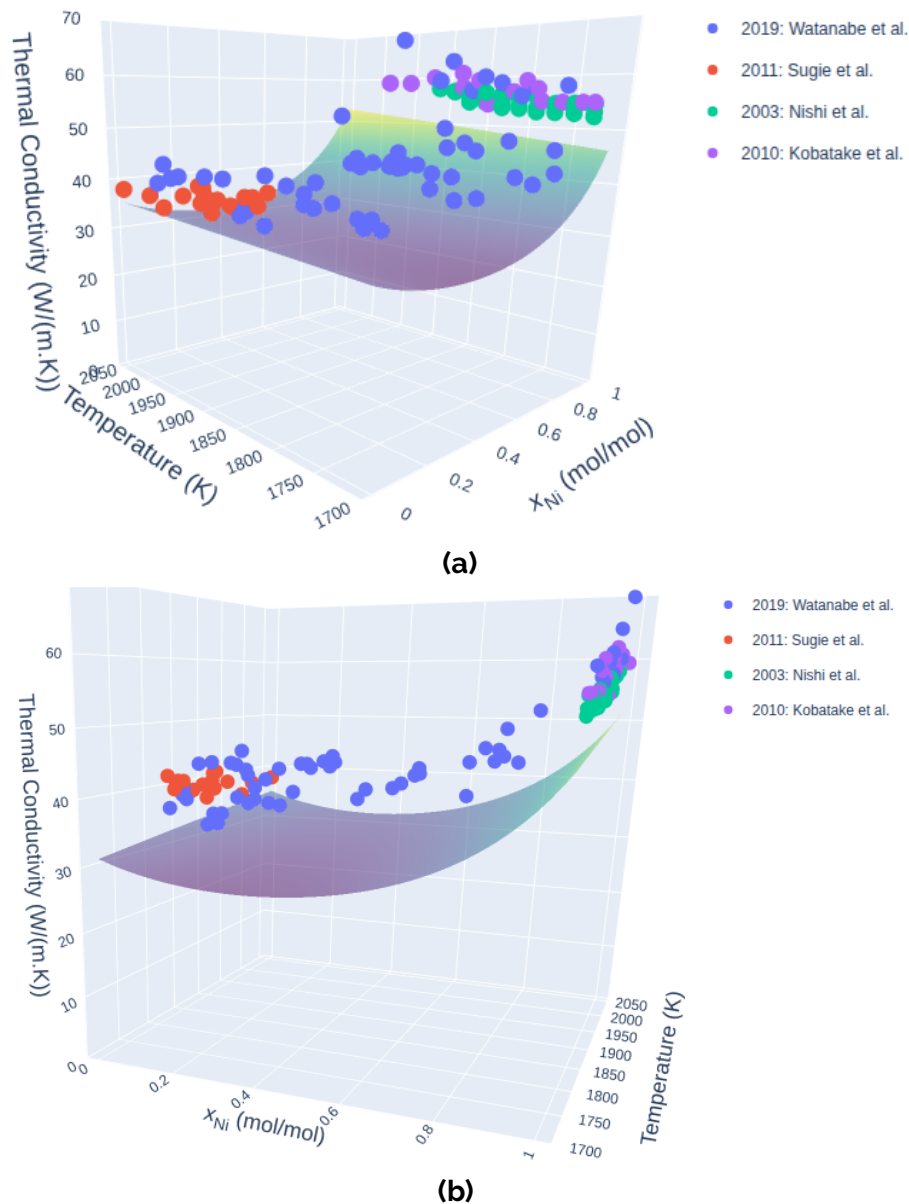 70
60
50
40
30
20
10
0
Thermal Conductivity (W/(m.K))
2050
2000
1950
1900
1850
1800
1750
1700
Temperature (K)
0
0.2
0.4
0.6
0.8
1
xNi (mol/mol)
2019: Watanabe et al.
2011: Sugie et al.
2003: Nishi et al.
2010: Kobatake et al.
(a)
60
50
40
30
20
10
0
Thermal Conductivity (W/(m.K))
0
0.2
0.4
0.6
0.8
1
xNi (mol/mol)
2050
2000
1950
1900
1850
1800
1750
1700
Temperature (K)
2019: Watanabe et al.
2011: Sugie et al.
2003: Nishi et al.
2010: Kobatake et al.
(b)